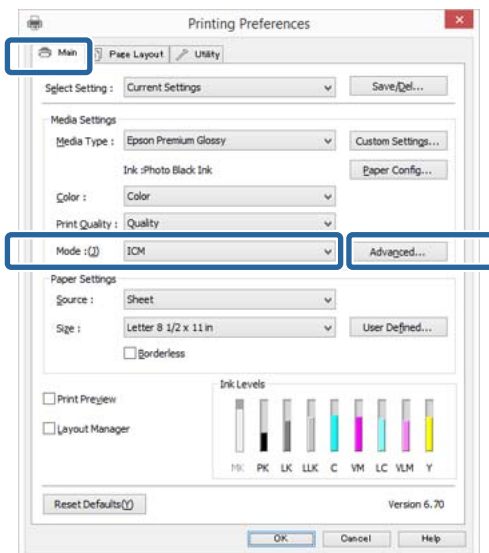 Printing Preferences
Main Page Layout Utility
Select Setting : Current Settings Save/Del...
Media Settings
Media Type : Epson Premium Glossy Custom Settings...
Ink :Photo Black Ink Paper Config...
Color : Color
Print Quality : Quality
Mode :(J) ICM Advanced...
Paper Settings
Source : Sheet
Size : Letter 8 1/2 x 11 in User Defined...
Borderless
Ink Levels
Print Preview
Layout Manager
MK PK LK LLK C VM LC VLM Y
Reset Defaults(Y) Version 6.70
OK Cancel Help